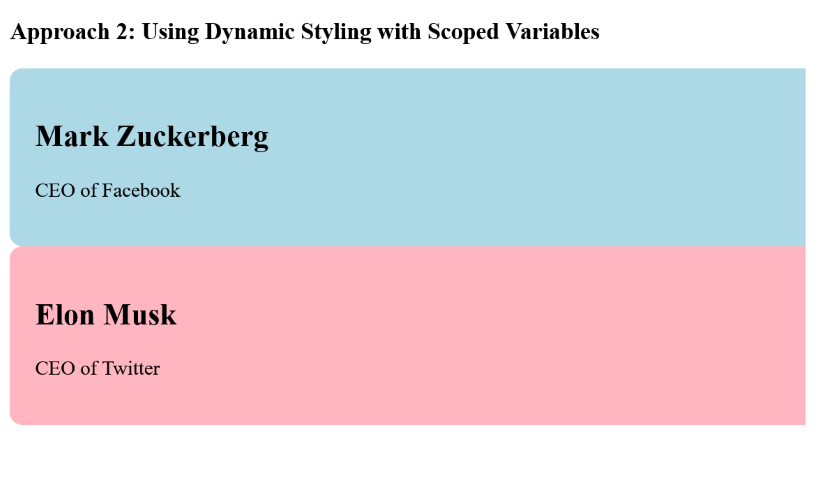 Approach 2: Using Dynamic Styling with Scoped Variables
Mark Zuckerberg
CEO of Facebook
Elon Musk
CEO of Twitter